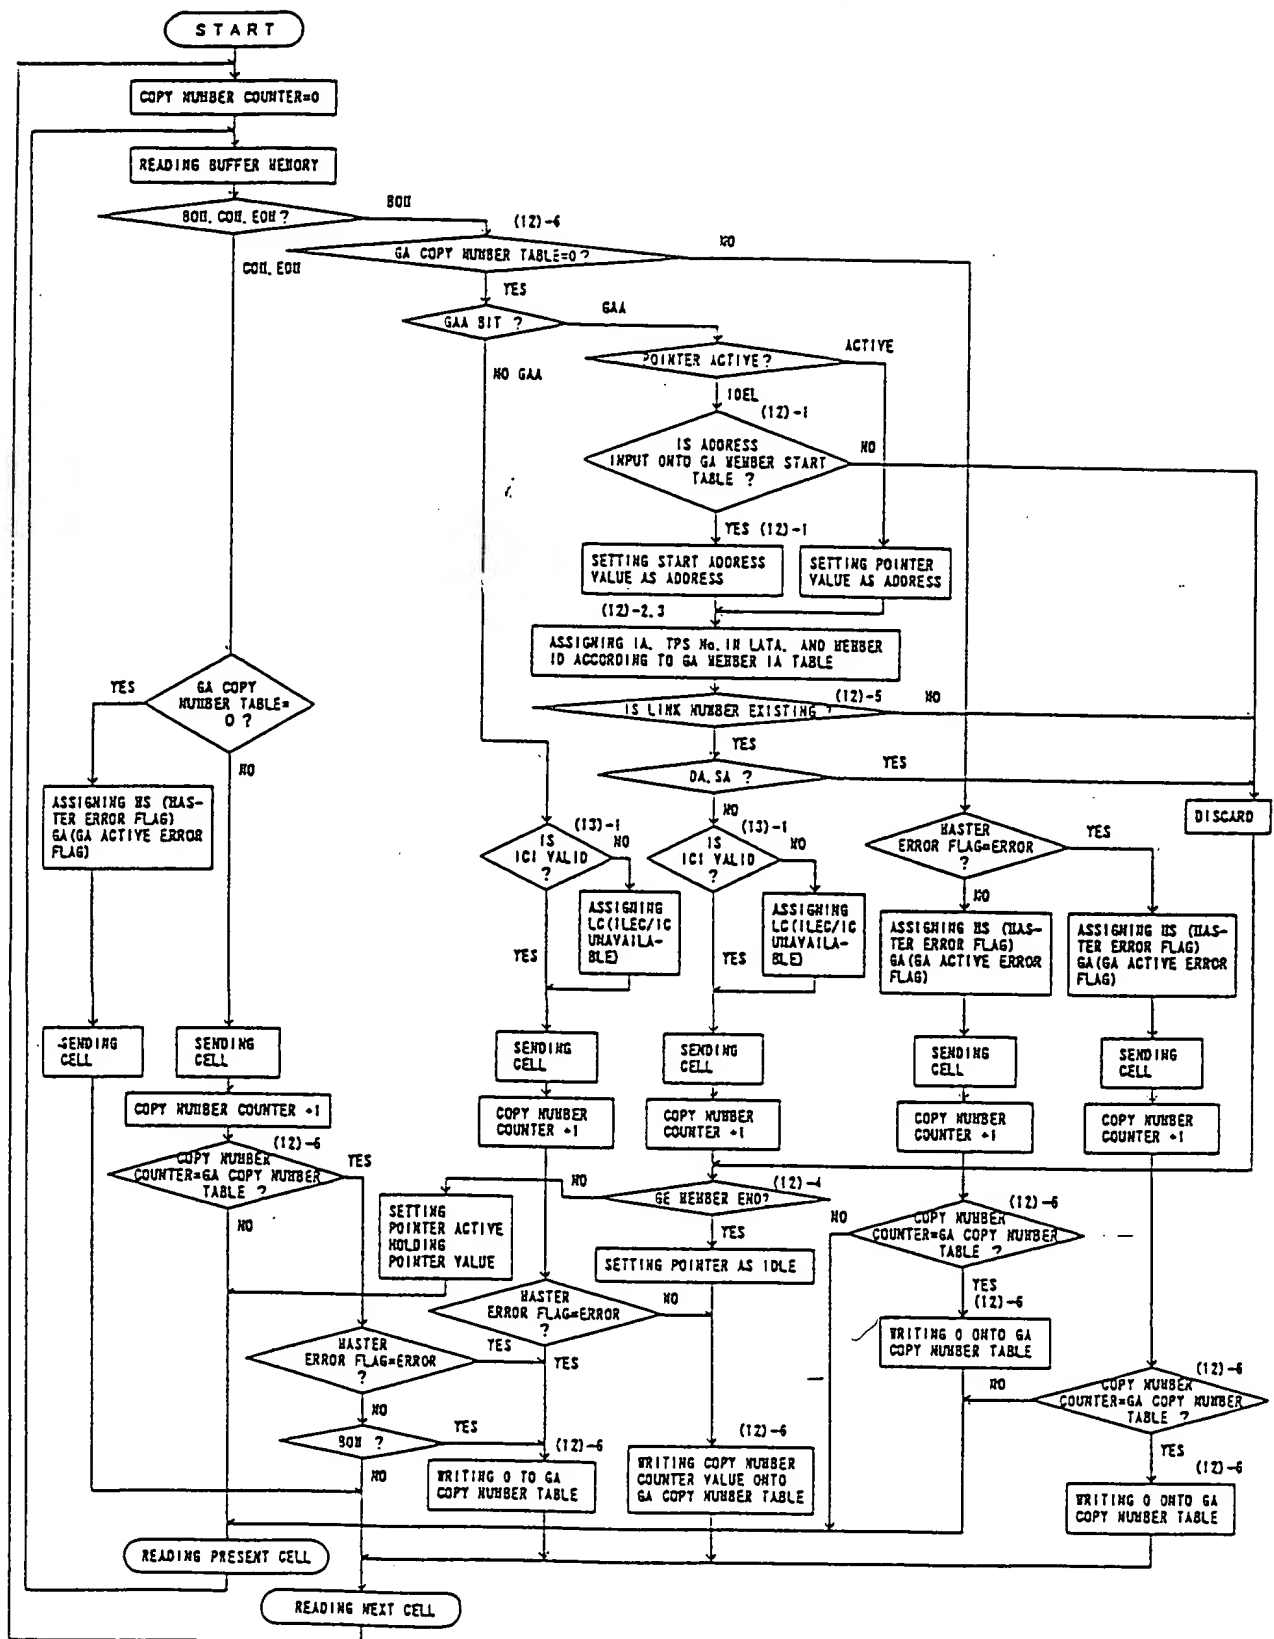 START
COPY NUMBER COUNTER=0
READING BUFFER MEMORY
BOM. COM. EOM ?
BOM
COM. EOM
(12)-6
GA COPY NUMBER TABLE=0 ?
NO
YES
GAA BIT ?
GAA
NO GAA
POINTER ACTIVE ?
ACTIVE
IDEL
(12)-1
IS ADDRESS
INPUT ONTO GA MEMBER START
TABLE ?
NO
YES (12)-1
SETTING START ADDRESS
VALUE AS ADDRESS
SETTING POINTER
VALUE AS ADDRESS
(12)-2.3
ASSIGNING IA. TPS No. IN LATA. AND MEMBER
ID ACCORDING TO GA MEMBER IA TABLE
(12)-5
IS LINK NUMBER EXISTING ?
NO
YES
DA. SA ?
YES
NO
DISCARD
YES
GA COPY
NUMBER TABLE=
0 ?
NO
ASSIGNING MS (MAS-
TER ERROR FLAG)
GA(GA ACTIVE ERROR
FLAG)
(13)-1
IS
ICI VALID
?
NO
YES
ASSIGNING
LC(ILEC/IC
UNAVAILA-
BLE)
(13)-1
IS
ICI VALID
?
NO
YES
ASSIGNING
LC(ILEC/IC
UNAVAILA-
BLE)
MASTER
ERROR FLAG=ERROR
?
YES
NO
ASSIGNING MS (MAS-
TER ERROR FLAG)
GA(GA ACTIVE ERROR
FLAG)
ASSIGNING MS (MAS-
TER ERROR FLAG)
GA(GA ACTIVE ERROR
FLAG)
SENDING
CELL
SENDING
CELL
SENDING
CELL
SENDING
CELL
SENDING
CELL
SENDING
CELL
COPY NUMBER COUNTER +1
COPY NUMBER
COUNTER +1
COPY NUMBER
COUNTER +1
COPY NUMBER
COUNTER +1
COPY NUMBER
COUNTER +1
(12)-6
COPY NUMBER
COUNTER=GA COPY NUMBER
TABLE ?
YES
NO
NO
(12)-4
GE MEMBER END?
YES
SETTING
POINTER ACTIVE
HOLDING
POINTER VALUE
SETTING POINTER AS IDLE
(12)-6
COPY NUMBER
COUNTER=GA COPY NUMBER
TABLE ?
NO
YES
(12)-6
WRITING 0 ONTO GA
COPY NUMBER TABLE
MASTER
ERROR FLAG=ERROR
?
NO
YES
MASTER
ERROR FLAG=ERROR
?
YES
NO
BOM ?
YES
NO
(12)-6
COPY NUMBER
COUNTER=GA COPY NUMBER
TABLE ?
NO
YES
(12)-6
WRITING 0 TO GA
COPY NUMBER TABLE
(12)-6
WRITING COPY NUMBER
COUNTER VALUE ONTO
GA COPY NUMBER TABLE
(12)-6
WRITING 0 ONTO GA
COPY NUMBER TABLE
READING PRESENT CELL
READING NEXT CELL